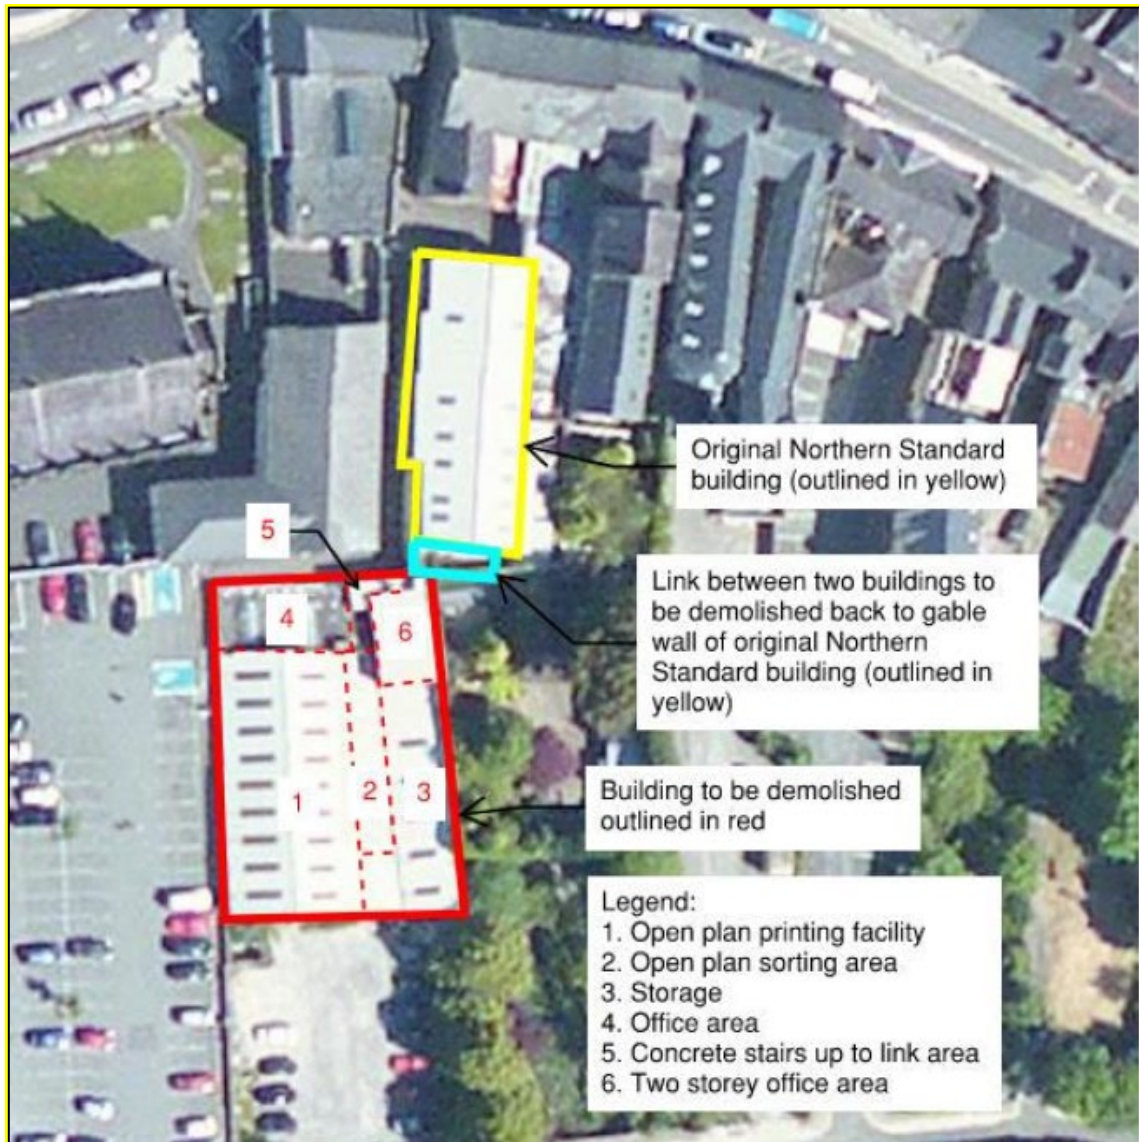 Original Northern Standard
building (outlined in yellow)
5
Link between two buildings to
be demolished back to gable
wall of original Northern
Standard building (outlined in
yellow)
4
6
1
2
3
Building to be demolished
outlined in red
Legend:
1. Open plan printing facility
2. Open plan sorting area
3. Storage
4. Office area
5. Concrete stairs up to link area
6. Two storey office area